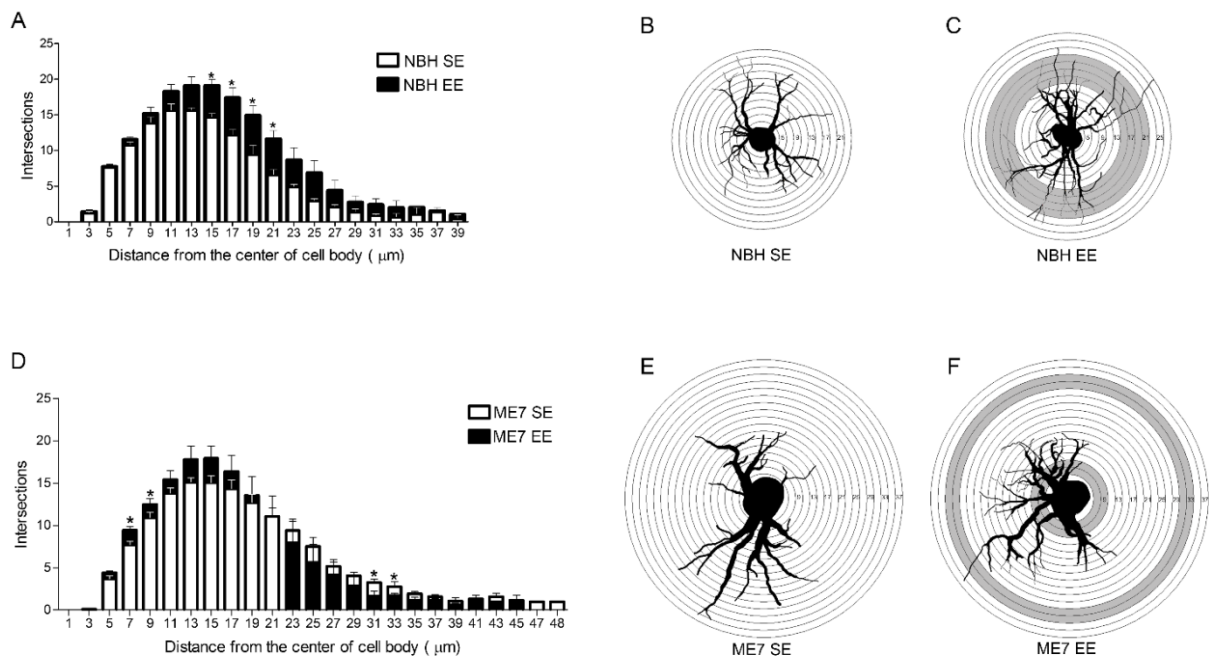 A
25
20
15
10
5
0
Intersections
NBH SE
NBH EE
* * * *
1 3 5 7 9 11 13 15 17 19 21 23 25 27 29 31 33 35 37 39
Distance from the center of cell body ( μm)
B
NBH SE
C
NBH EE
D
25
20
15
10
5
0
Intersections
ME7 SE
ME7 EE
* * * *
1 3 5 7 9 11 13 15 17 19 21 23 25 27 29 31 33 35 37 39 41 43 45 47 48
Distance from the center of cell body ( μm)
E
ME7 SE
F
ME7 EE